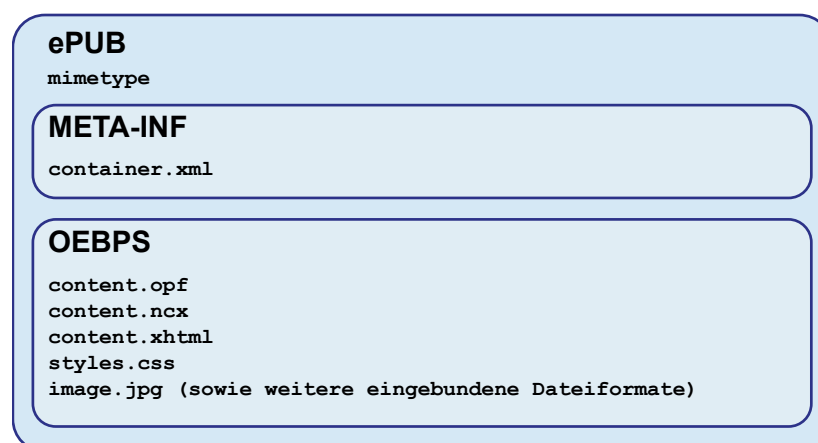 ePUB
mimetype
META-INF
container.xml
OEBPS
content.opf
content.ncx
content.xhtml
styles.css
image.jpg (sowie weitere eingebundene Dateiformate)